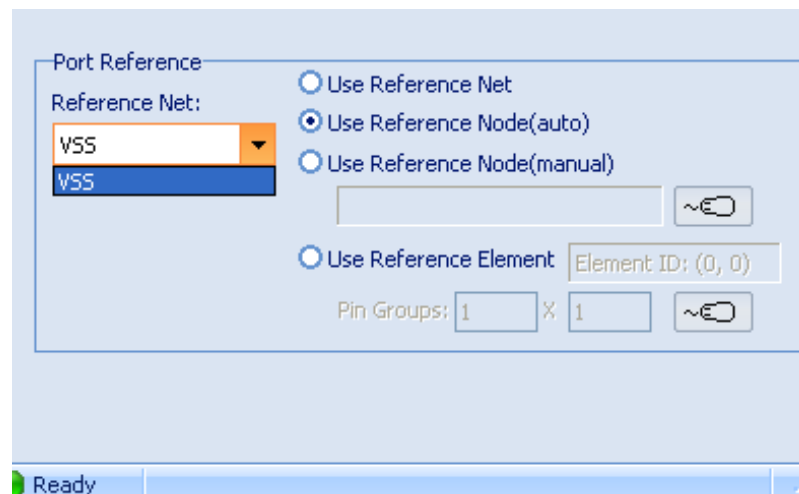 Port Reference
Reference Net:
VSS
VSS
Use Reference Net
Use Reference Node(auto)
Use Reference Node(manual)
Use Reference Element
Element ID: (0, 0)
Pin Groups: 1 X 1
Ready